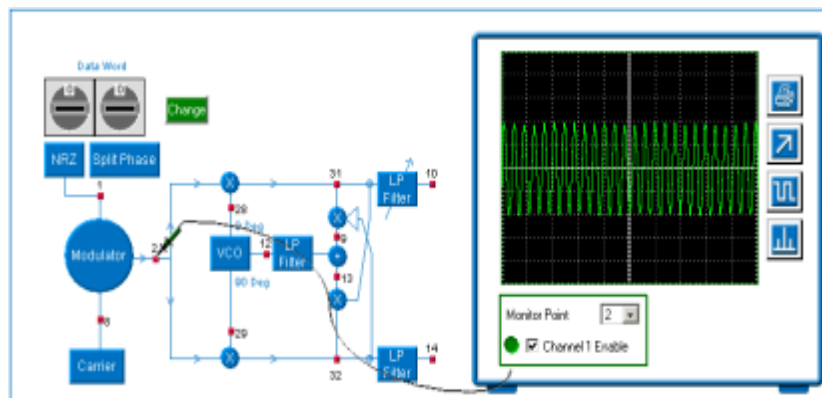 Data Word
Change
NRZ
Split Phase
1
Modulator
2
8
Carrier
X
28
0 Deg
VCO
12
LP
Filter
90 Deg
29
X
31
X
9
+
13
X
32
LP
Filter
10
LP
Filter
14
Monitor Point
2
Channel 1 Enable